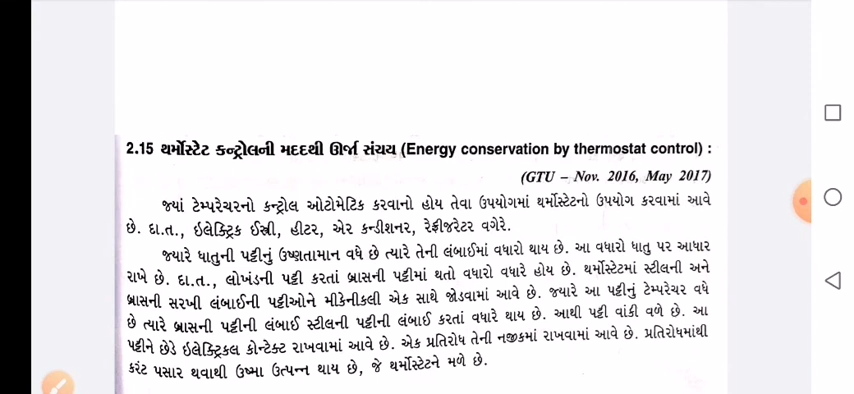 2.15 થર્મોસ્ટેટ કન્ટ્રોલની મદદથી ઊર્જા સંચય (Energy conservation by thermostat control) :
(GTU – Nov. 2016, May 2017)
જ્યાં ટેમ્પરેચરનો કન્ટ્રોલ ઓટોમેટિક કરવાનો હોય તેવા ઉપયોગમાં થર્મોસ્ટેટનો ઉપયોગ કરવામાં આવે
છે. દા.ત., ઇલેક્ટ્રિક ઈસ્ત્રી, હીટર, એર કન્ડીશનર, રેફ્રીજરેટર વગેરે.
જ્યારે ધાતુની પટ્ટીનું ઉષ્ણતામાન વધે છે ત્યારે તેની લંબાઈમાં વધારો થાય છે. આ વધારો ધાતુ પર આધાર
રાખે છે. દા.ત., લોખંડની પટ્ટી કરતાં બ્રાસની પટ્ટીમાં થતો વધારો વધારે હોય છે. થર્મોસ્ટેટમાં સ્ટીલની અને
બ્રાસની સરખી લંબાઈની પટ્ટીઓને મીકેનીકલી એક સાથે જોડવામાં આવે છે. જ્યારે આ પટ્ટીનું ટેમ્પરેચર વધે
છે ત્યારે બ્રાસની પટ્ટીની લંબાઈ સ્ટીલની પટ્ટીની લંબાઈ કરતાં વધારે થાય છે. આથી પટ્ટી વાંકી વળે છે. આ
પટ્ટીને છેડે ઇલેક્ટ્રિકલ કોન્ટેક્ટ રાખવામાં આવે છે. એક પ્રતિરોધ તેની નજીકમાં રાખવામાં આવે છે. પ્રતિરોધમાંથી
કરંટ પસાર થવાથી ઉષ્મા ઉત્પન્ન થાય છે, જે થર્મોસ્ટેટને મળે છે.